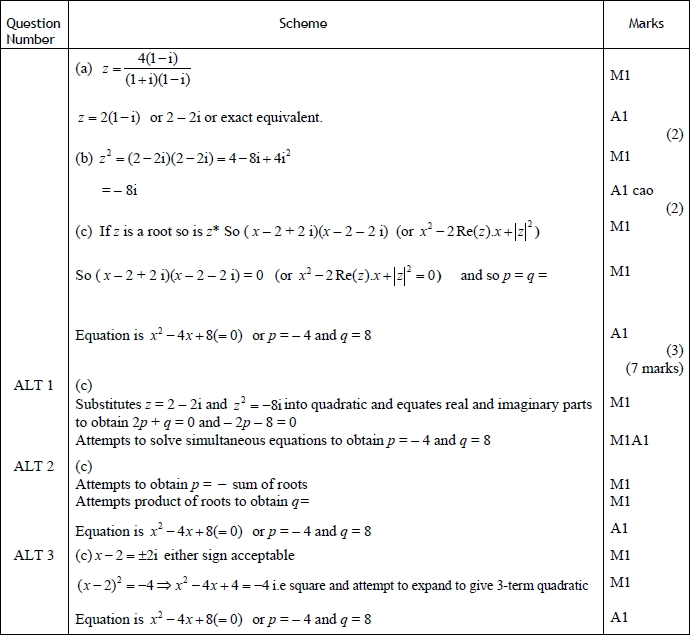 Question Number Scheme Marks
(a) z = 4(1−i) / (1+i)(1−i) M1
z = 2(1−i) or 2 − 2i or exact equivalent. A1
(2)
(b) z² = (2−2i)(2−2i) = 4−8i+4i² M1
= − 8i A1 cao
(2)
(c) If z is a root so is z* So (x−2+2i)(x−2−2i) (or x²−2Re(z).x+|z|²) M1
So (x−2+2i)(x−2−2i) = 0 (or x²−2Re(z).x+|z|² = 0) and so p = q = M1
Equation is x²−4x+8(=0) or p = − 4 and q = 8 A1
(3)
(7 marks)
ALT 1 (c)
Substitutes z = 2 − 2i and z² = −8i into quadratic and equates real and imaginary parts M1
to obtain 2p + q = 0 and − 2p − 8 = 0
Attempts to solve simultaneous equations to obtain p = − 4 and q = 8 M1A1
ALT 2 (c)
Attempts to obtain p = − sum of roots M1
Attempts product of roots to obtain q= M1
Equation is x²−4x+8(=0) or p = − 4 and q = 8 A1
ALT 3 (c) x−2 = ±2i either sign acceptable M1
(x−2)² = −4 ⇒ x²−4x+4 = −4 i.e square and attempt to expand to give 3-term quadratic M1
Equation is x²−4x+8(=0) or p = − 4 and q = 8 A1